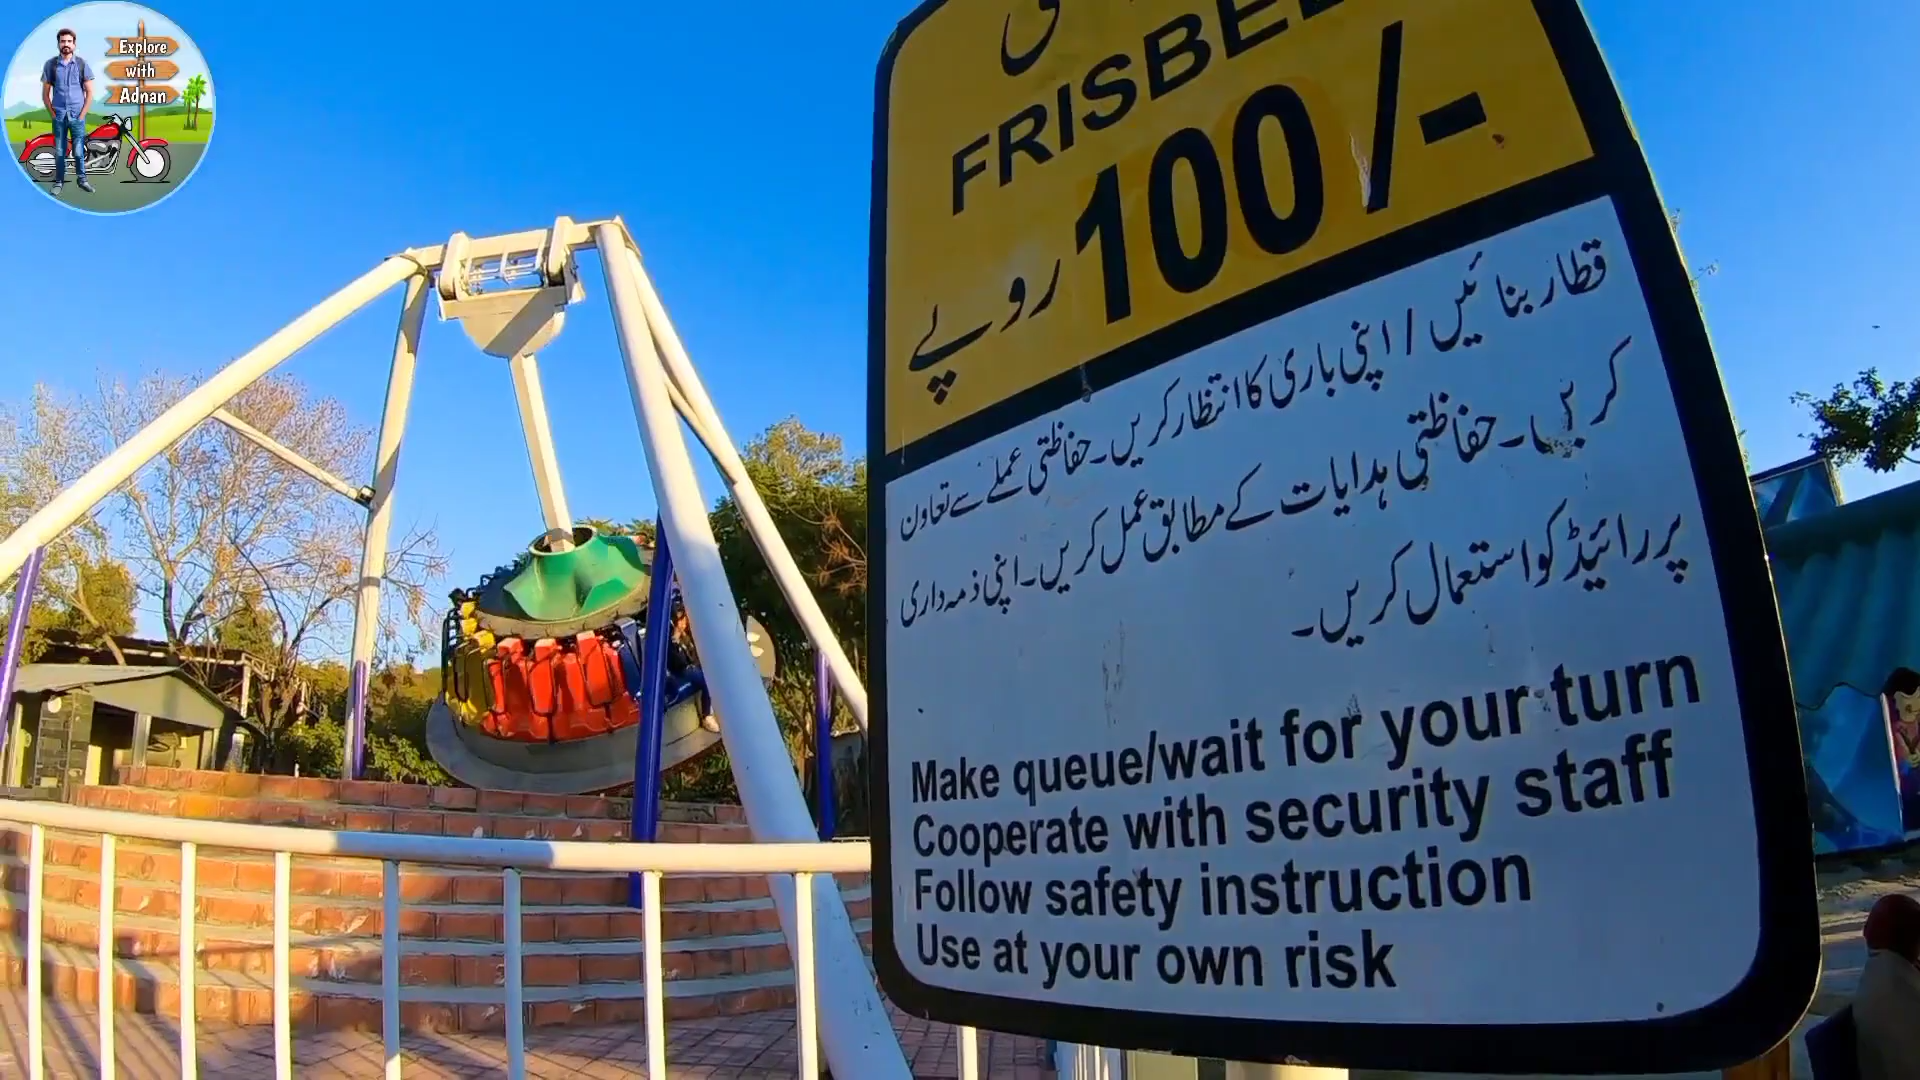 Explore
with
Adnan
100/-
روپے
قطار بنائیں / اپنی باری کا انتظار کریں۔ حفاظتی عملے سے تعاون
کریں۔ حفاظتی ہدایات کے مطابق عمل کریں۔ اپنی ذمہ داری
پر رائیڈ کو استعمال کریں۔
Make queue/wait for your turn
Cooperate with security staff
Follow safety instruction
Use at your own risk